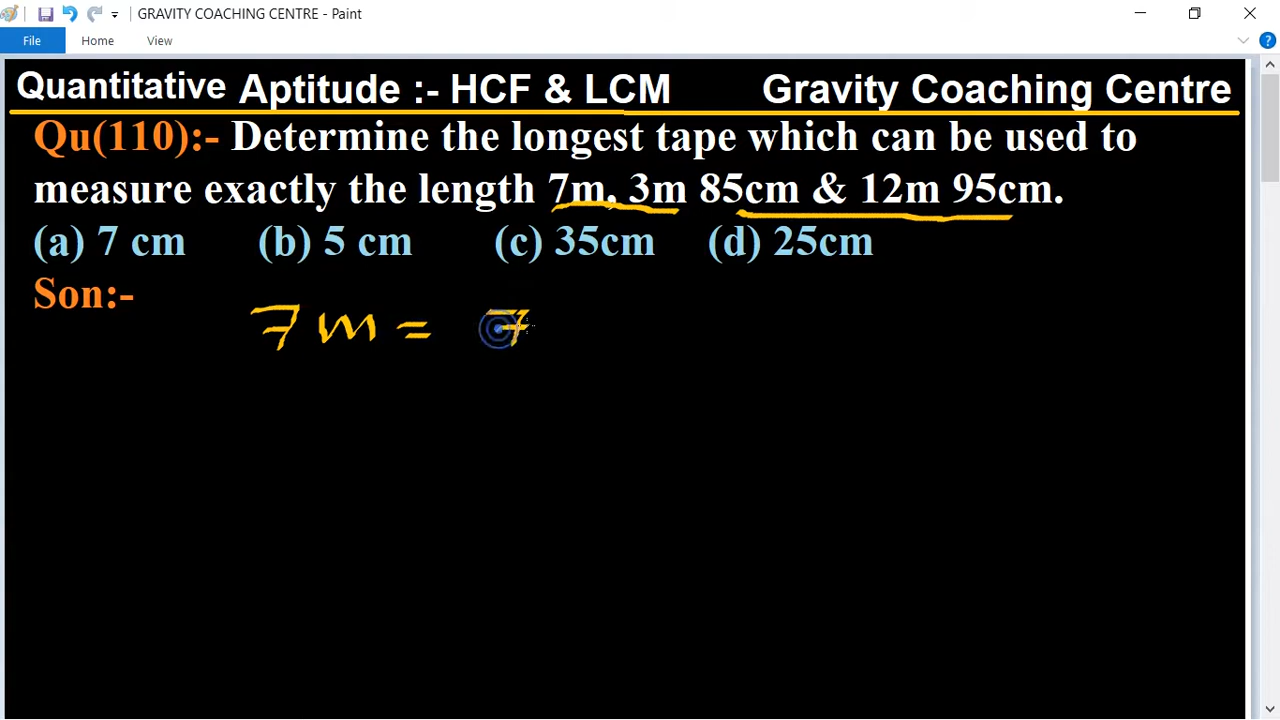 GRAVITY COACHING CENTRE - Paint
File Home View
Quantitative Aptitude :- HCF & LCM Gravity Coaching Centre
Qu(110):- Determine the longest tape which can be used to
measure exactly the length 7m, 3m 85cm & 12m 95cm.
(a) 7 cm (b) 5 cm (c) 35cm (d) 25cm
Son:-
7 m = 7